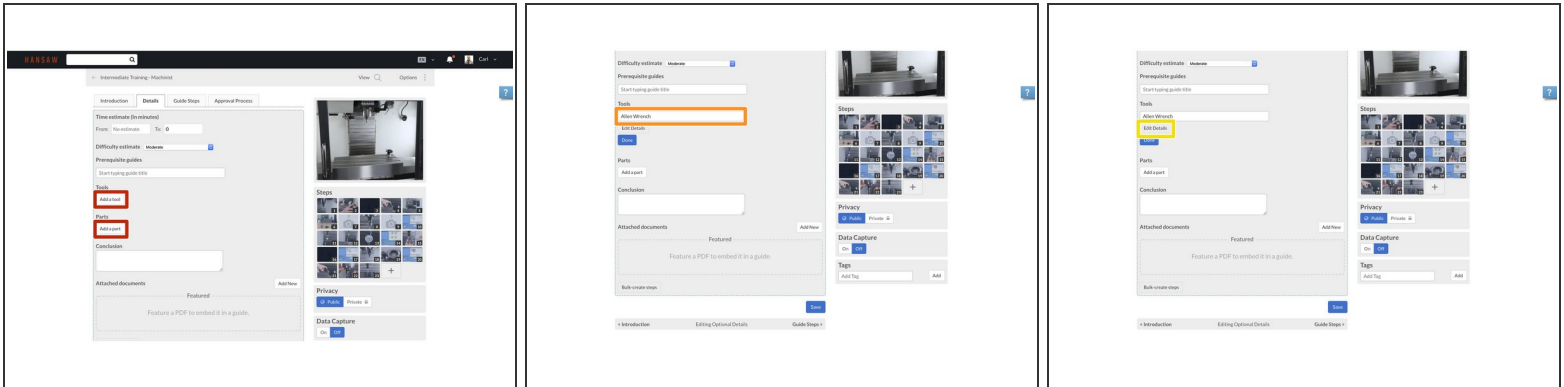 HANSAW
EN
Carl
Intermediate Training - Machinist
View
Options
?
Introduction
Details
Guide Steps
Approval Process
Time estimate (in minutes)
From: No estimate To: 0
Difficulty estimate Moderate
Prerequisite guides
Start typing guide title
Tools
Add a tool
Parts
Add a part
Conclusion
Attached documents
Add New
Featured
Feature a PDF to embed it in a guide.
Steps
+
Privacy
Public Private
Data Capture
On Off
Difficulty estimate Moderate
Prerequisite guides
Start typing guide title
Tools
Allen Wrench
Edit Details
Done
Parts
Add a part
Conclusion
Attached documents
Add New
Featured
Feature a PDF to embed it in a guide.
Bulk-create steps
Steps
+
Privacy
Public Private
Data Capture
On Off
Tags
Add Tag
Add
Save
< Introduction
Editing Optional Details
Guide Steps >
?
Difficulty estimate Moderate
Prerequisite guides
Start typing guide title
Tools
Allen Wrench
Edit Details
Done
Parts
Add a part
Conclusion
Attached documents
Add New
Featured
Feature a PDF to embed it in a guide.
Bulk-create steps
Steps
+
Privacy
Public Private
Data Capture
On Off
Tags
Add Tag
Add
Save
< Introduction
Editing Optional Details
Guide Steps >
?